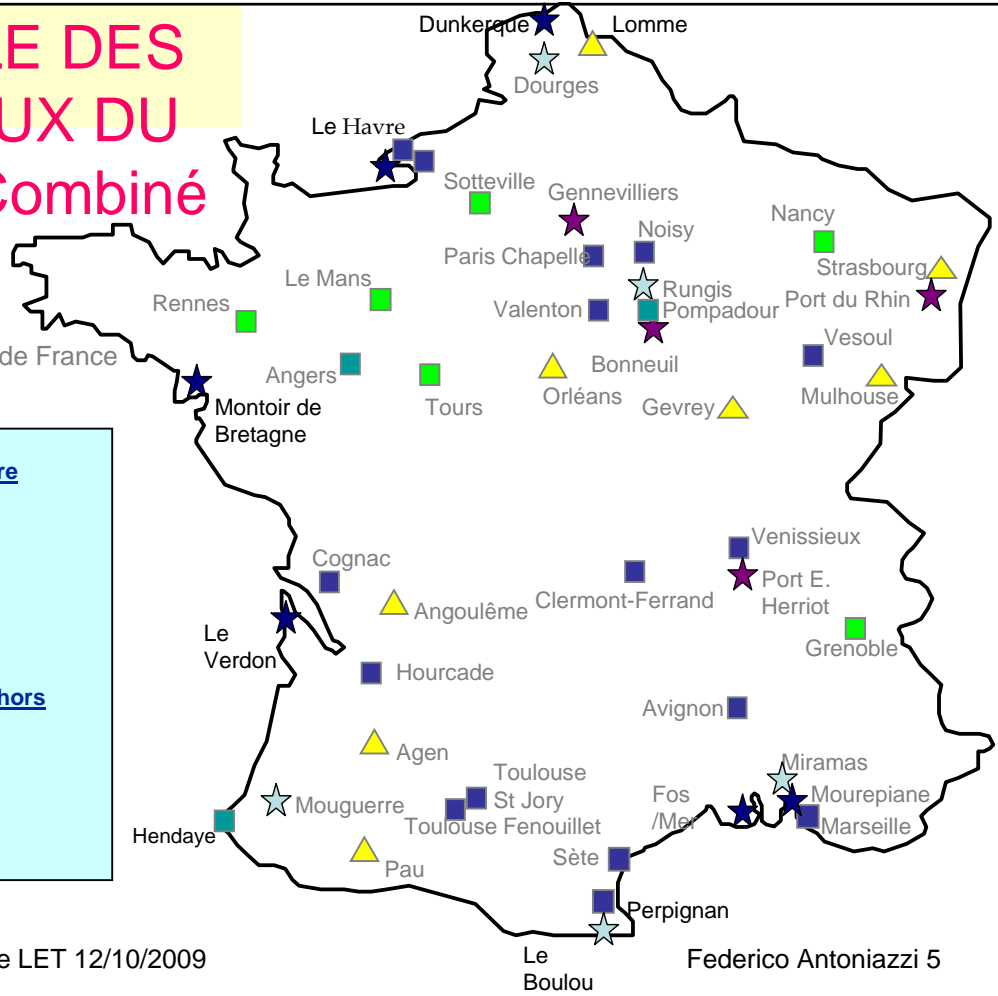 LE DES
UX DU
Combiné
Dunkerque
Lomme
Dourges
Le Havre
Sotteville
Gennevilliers
Nancy
Noisy
Paris Chapelle
Strasbourg
Le Mans
Rungis
Port du Rhin
Rennes
Valenton
Pompadour
Vesoul
de France
Bonneuil
Angers
Orléans
Mulhouse
Tours
Gevrey
Montoir de
Bretagne
re
Venissieux
Cognac
Port E.
Herriot
Clermont-Ferrand
Angoulême
Le
Verdon
Grenoble
Hourcade
hors
Avignon
Agen
Miramas
Toulouse
St Jory
Mouguerre
Fos
/Mer
Mourepiane
Toulouse Fenouillet
Marseille
Hendaye
Sète
Pau
Perpignan
Le
Boulou
e LET 12/10/2009
Federico Antoniazzi 5